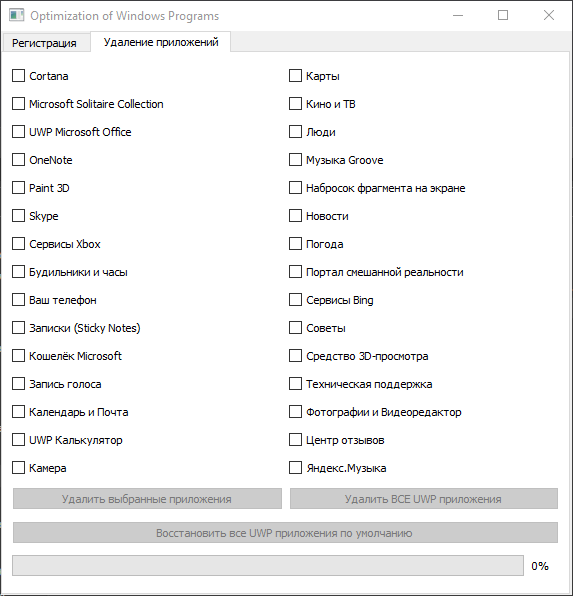 Optimization of Windows Programs
Регистрация
Удаление приложений
Cortana
Microsoft Solitaire Collection
UWP Microsoft Office
OneNote
Paint 3D
Skype
Сервисы Xbox
Будильники и часы
Ваш телефон
Записки (Sticky Notes)
Кошелёк Microsoft
Запись голоса
Календарь и Почта
UWP Калькулятор
Камера
Карты
Кино и ТВ
Люди
Музыка Groove
Набросок фрагмента на экране
Новости
Погода
Портал смешанной реальности
Сервисы Bing
Советы
Средство 3D-просмотра
Техническая поддержка
Фотографии и Видеоредактор
Центр отзывов
Яндекс.Музыка
Удалить выбранные приложения
Удалить ВСЕ UWP приложения
Восстановить все UWP приложения по умолчанию
0%